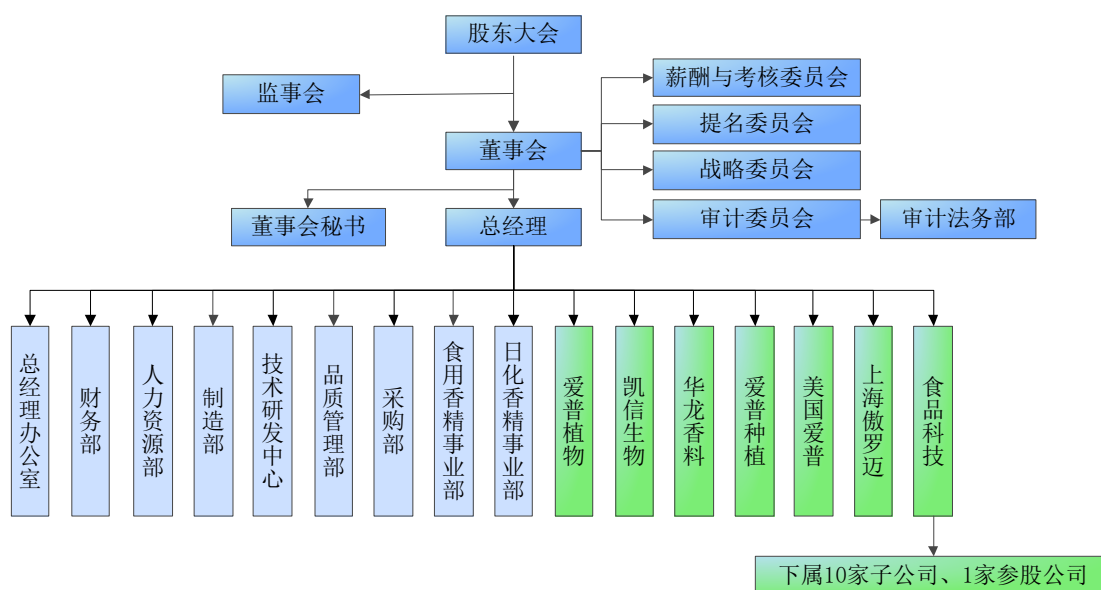 股东大会
监事会
薪酬与考核委员会
提名委员会
董事会
战略委员会
董事会秘书
总经理
审计委员会
审计法务部
总经理办公室
财务部
人力资源部
制造部
技术研发中心
品质管理部
采购部
食用香精事业部
日化香精事业部
爱普植物
凯信生物
华龙香料
爱普种植
美国爱普
上海傲罗迈
食品科技
下属10家子公司、1家参股公司